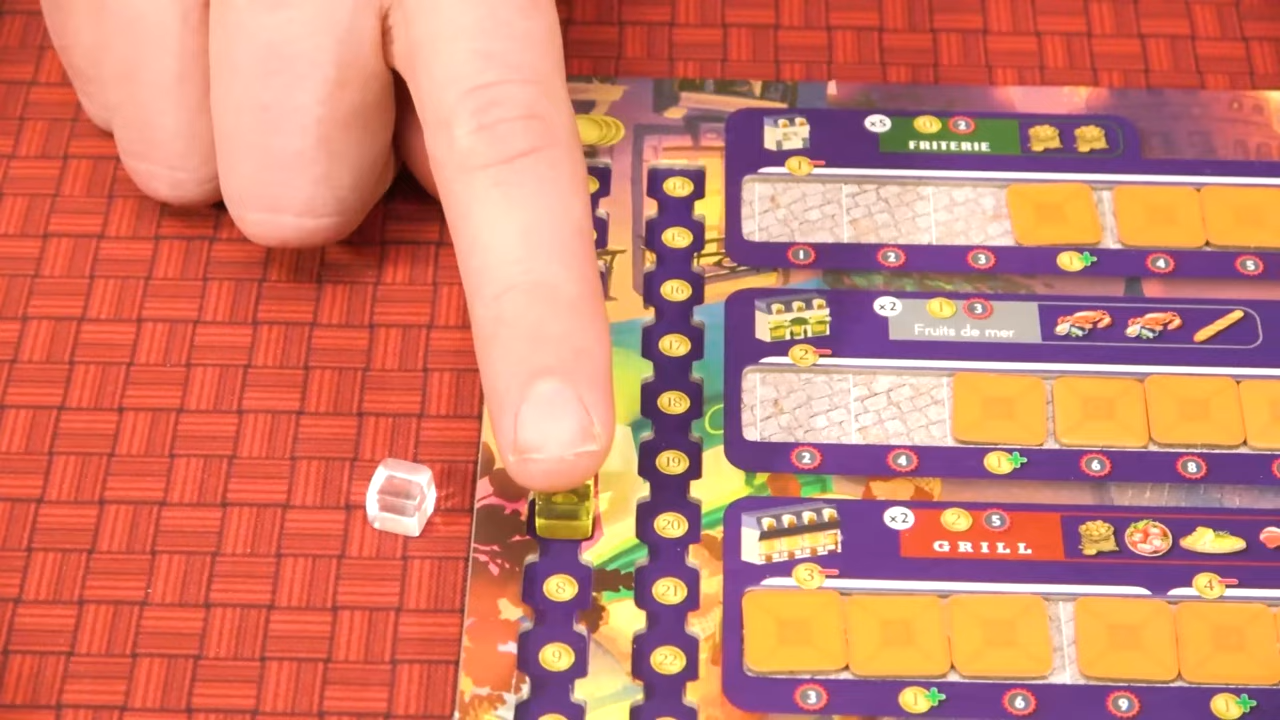 x5 0 2
FRITERIE
1
1 2 3 1+ 4 5
x2 1 3
Fruits de mer
2
2 4 1+ 6 8
x2 2 5
GRILL
3 4
3 1+ 6 9 1+
14
15
16
17
18
19
20
8 21
9 22